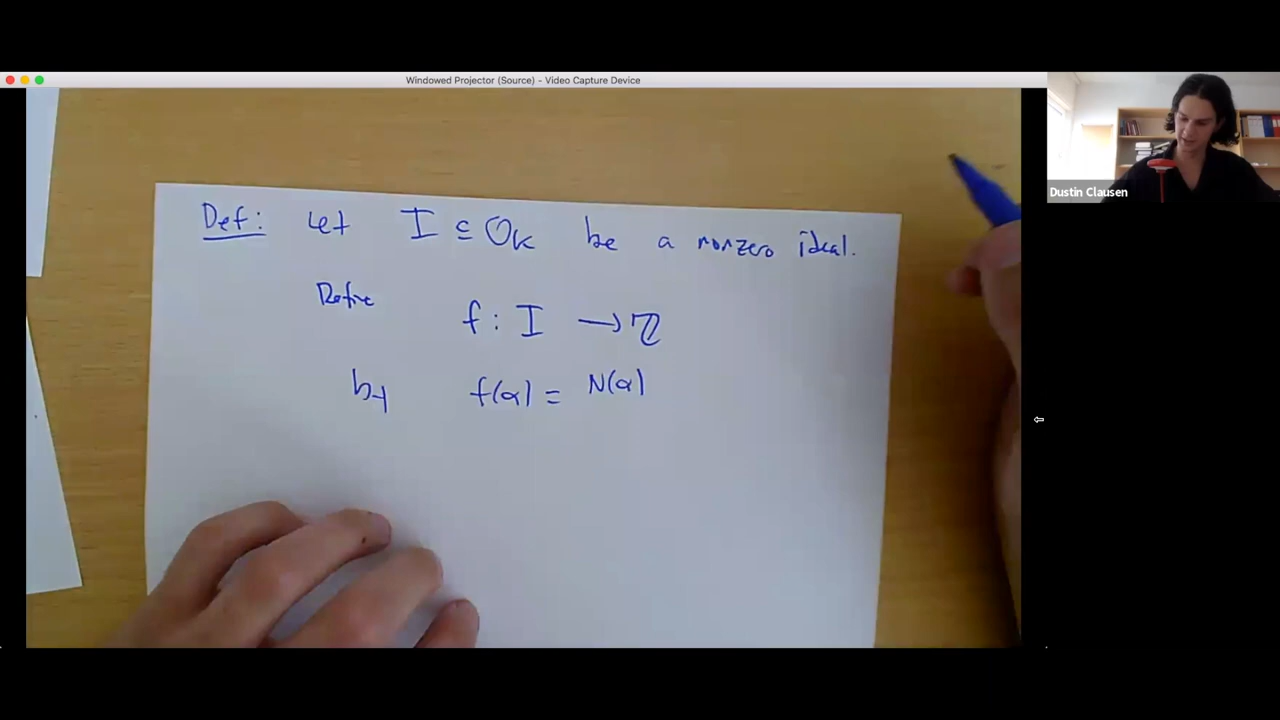 Windowed Projector (Source) - Video Capture Device
Dustin Clausen
Def: Let I ⊆ O_K be a nonzero ideal.
Define f : I → ℤ
by f(α) = N(α)